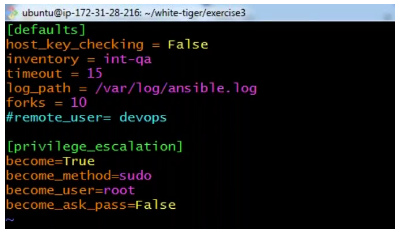 ubuntu@ip-172-31-28-216: ~/white-tiger/exercise3
[defaults]
host_key_checking = False
inventory = int-qa
timeout = 15
log_path = /var/log/ansible.log
forks = 10
#remote_user= devops
[privilege_escalation]
become=True
become_method=sudo
become_user=root
become_ask_pass=False
~